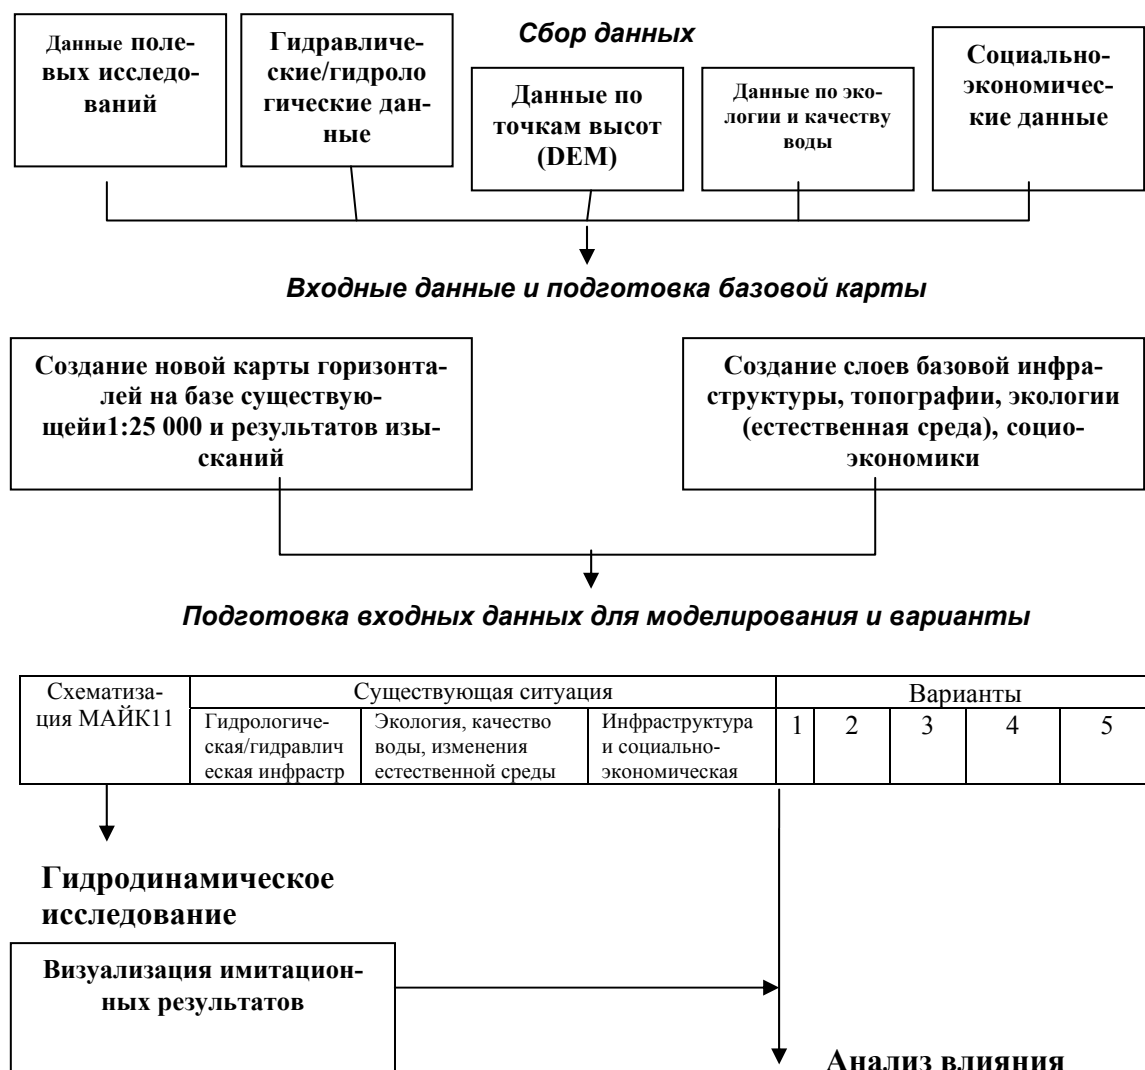 Сбор данных
Данные поле-
вых исследо-
ваний
Гидравличе-
ские/гидроло
гические дан-
ные
Данные по
точкам высот
(DEM)
Данные по эко-
логии и качеству
воды
Социально-
экономичес-
кие данные
Входные данные и подготовка базовой карты
Создание новой карты горизонта-
лей на базе существую-
щейи1:25 000 и результатов изы-
сканий
Создание слоев базовой инфра-
структуры, топографии, экологии
(естественная среда), социо-
экономики
Подготовка входных данных для моделирования и варианты
Схематиза-
ция МАЙК11
Существующая ситуация
Варианты
Гидрологиче-
ская/гидравлич
еская инфрастр
Экология, качество
воды, изменения
естественной среды
Инфраструктура
и социально-
экономическая
1 2 3 4 5
Гидродинамическое
исследование
Визуализация имитацион-
ных результатов
Анализ влияния